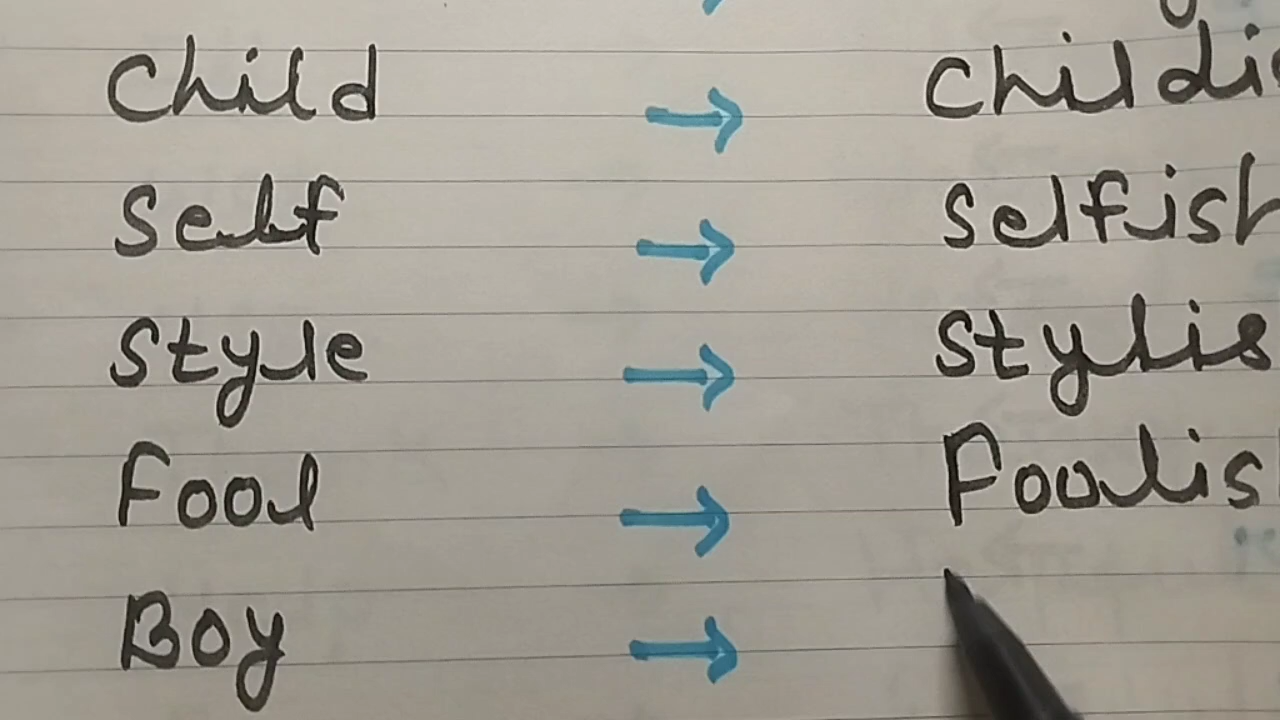 Child → Childi
Self → Selfish
Style → Stylis
Fool → Foolis
Boy →